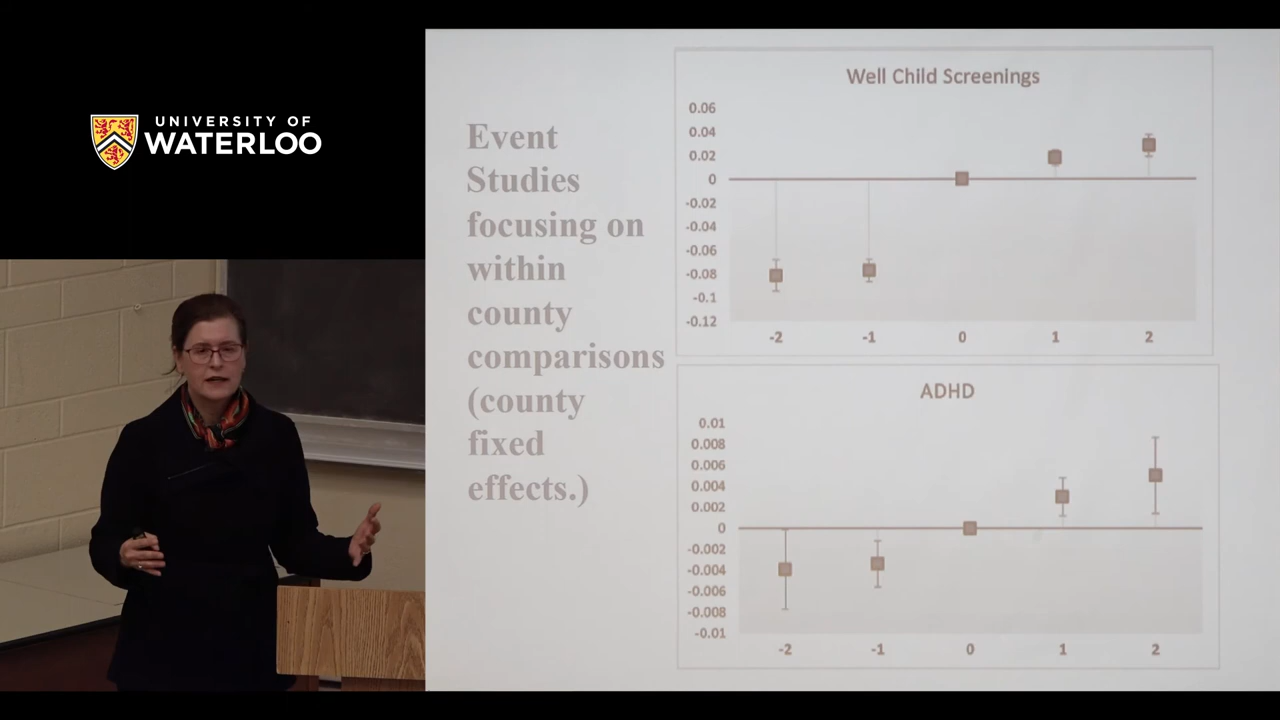 UNIVERSITY OF
WATERLOO
Event
Studies
focusing on
within
county
comparisons
(county
fixed
effects.)
Well Child Screenings
0.06
0.04
0.02
0
-0.02
-0.04
-0.06
-0.08
-0.1
-0.12
-2 -1 0 1 2
ADHD
0.01
0.008
0.006
0.004
0.002
0
-0.002
-0.004
-0.006
-0.008
-0.01
-2 -1 0 1 2